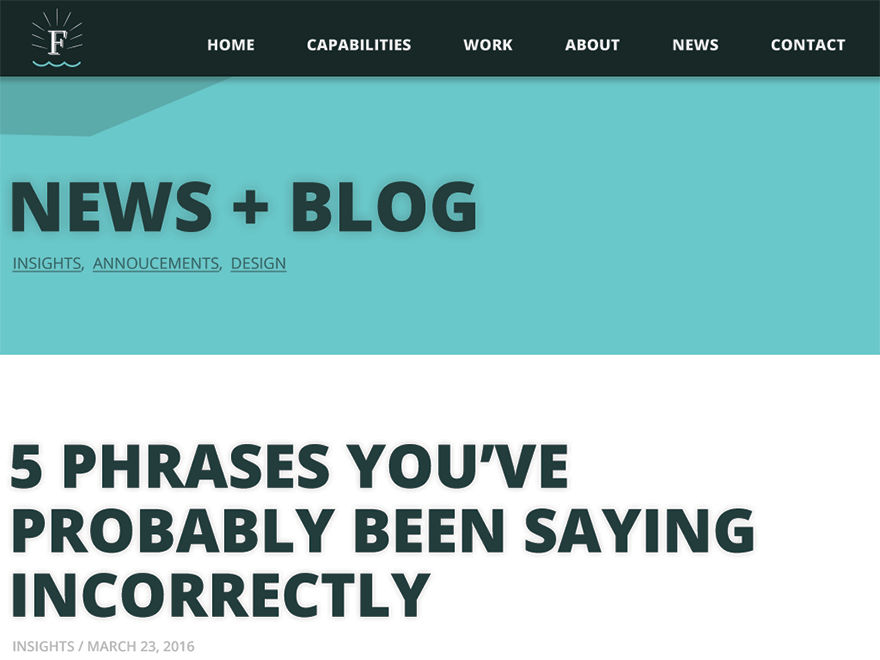 F
HOME CAPABILITIES WORK ABOUT NEWS CONTACT
NEWS + BLOG
INSIGHTS, ANNOUCEMENTS, DESIGN
5 PHRASES YOU’VE
PROBABLY BEEN SAYING
INCORRECTLY
INSIGHTS / MARCH 23, 2016